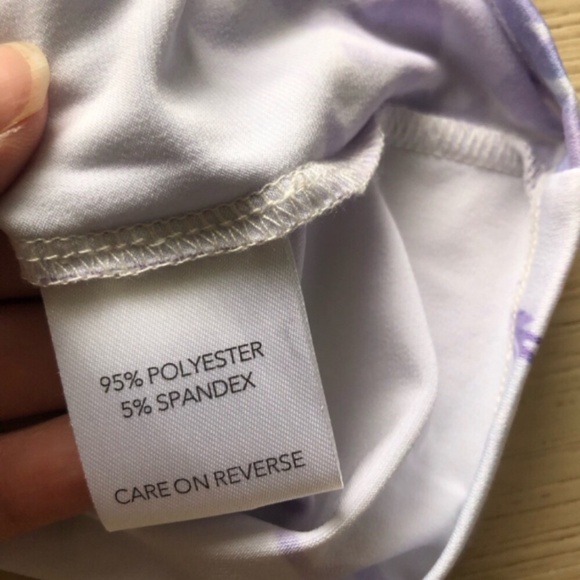 95% POLYESTER
5% SPANDEX
CARE ON REVERSE